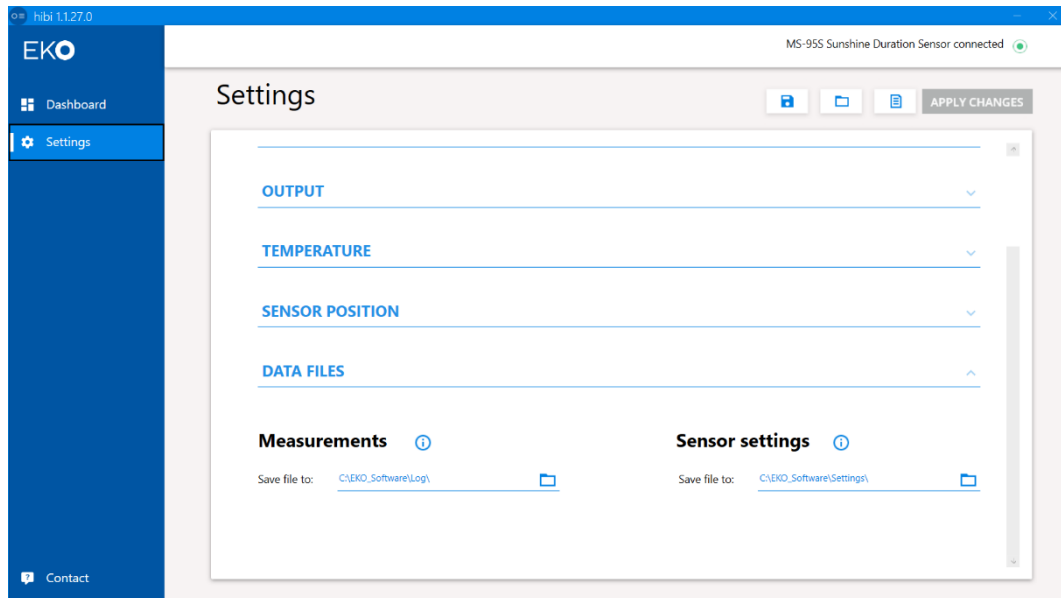 hibi 1.1.27.0
EKO
MS-95S Sunshine Duration Sensor connected
Dashboard
Settings
Settings
APPLY CHANGES
OUTPUT
TEMPERATURE
SENSOR POSITION
DATA FILES
Measurements
Sensor settings
Save file to: C:\EKO_Software\Log\
Save file to: C:\EKO_Software\Settings\
Contact